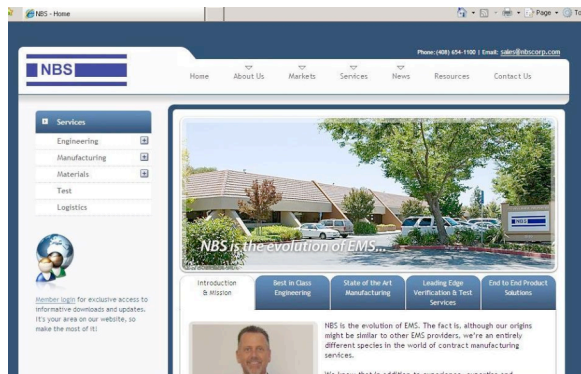 NBS - Home
Page
To
Phone: (408) 654-1100 | Email: sales@nbscorp.com
NBS
Home About Us Markets Services News Resources Contact Us
Services
Engineering
Manufacturing
Materials
Test
Logistics
Member login for exclusive access to
informative downloads and updates.
It's your area on our website, so
make the most of it!
NBS
NBS is the evolution of EMS...
Introduction
& Mission
Best in Class
Engineering
State of the Art
Manufacturing
Leading Edge
Verification & Test
Services
End to End Product
Solutions
NBS is the evolution of EMS. The fact is, although our origins
might be similar to other EMS providers, we're an entirely
different species in the world of contract manufacturing
services.